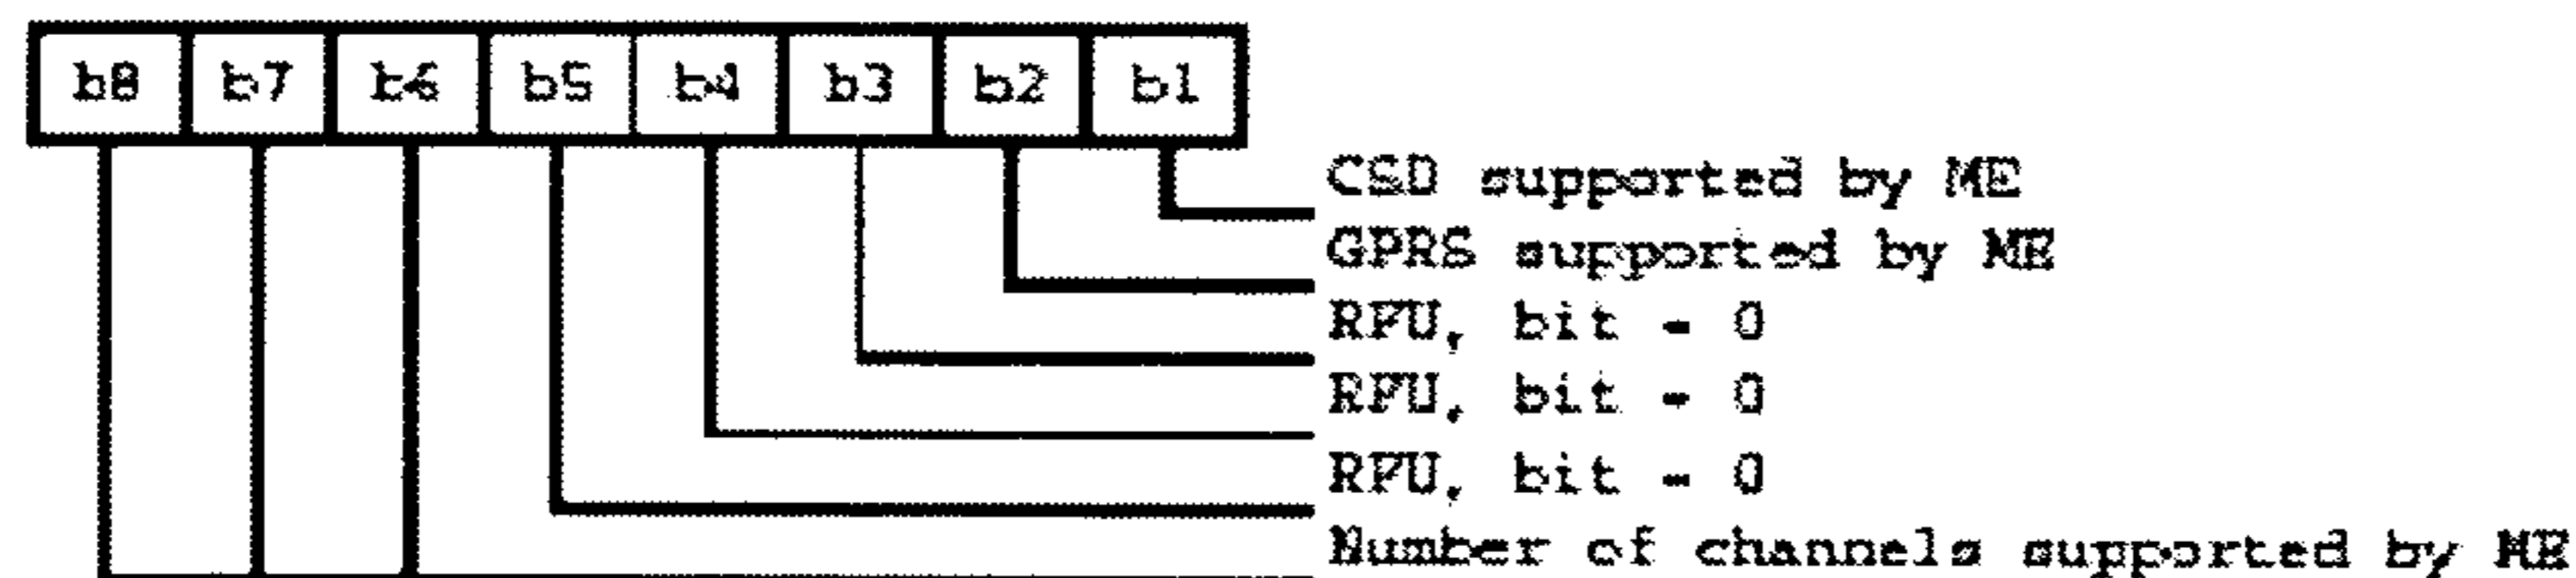 b8 b7 b6 b5 b4 b3 b2 b1
CSD supported by ME
GPRS supported by ME
RFU, bit = 0
RFU, bit = 0
RFU, bit = 0
Number of channels supported by ME